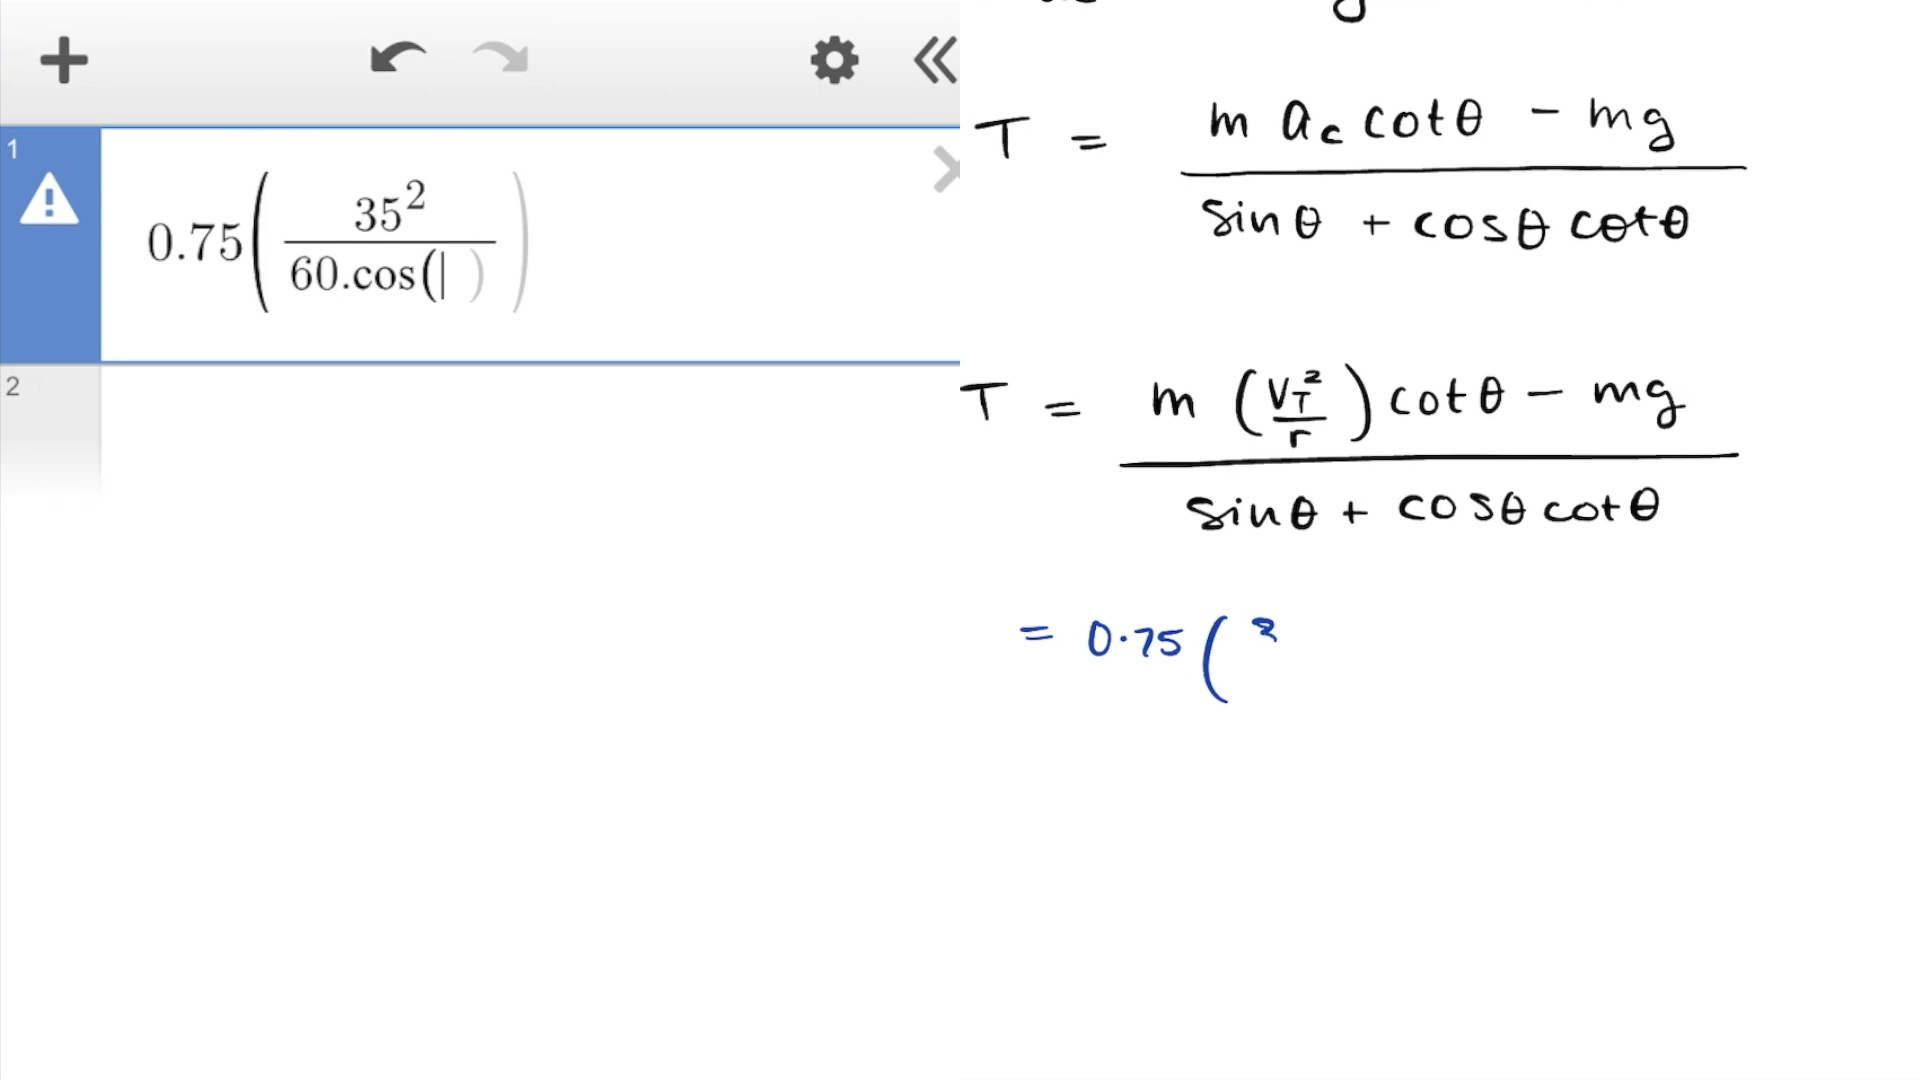 1
0.75(35²/60.cos(
2
T = m a_c cotθ - mg
sinθ + cosθ cotθ
T = m (V_T²/r) cotθ - mg
sinθ + cosθ cotθ
= 0.75 (